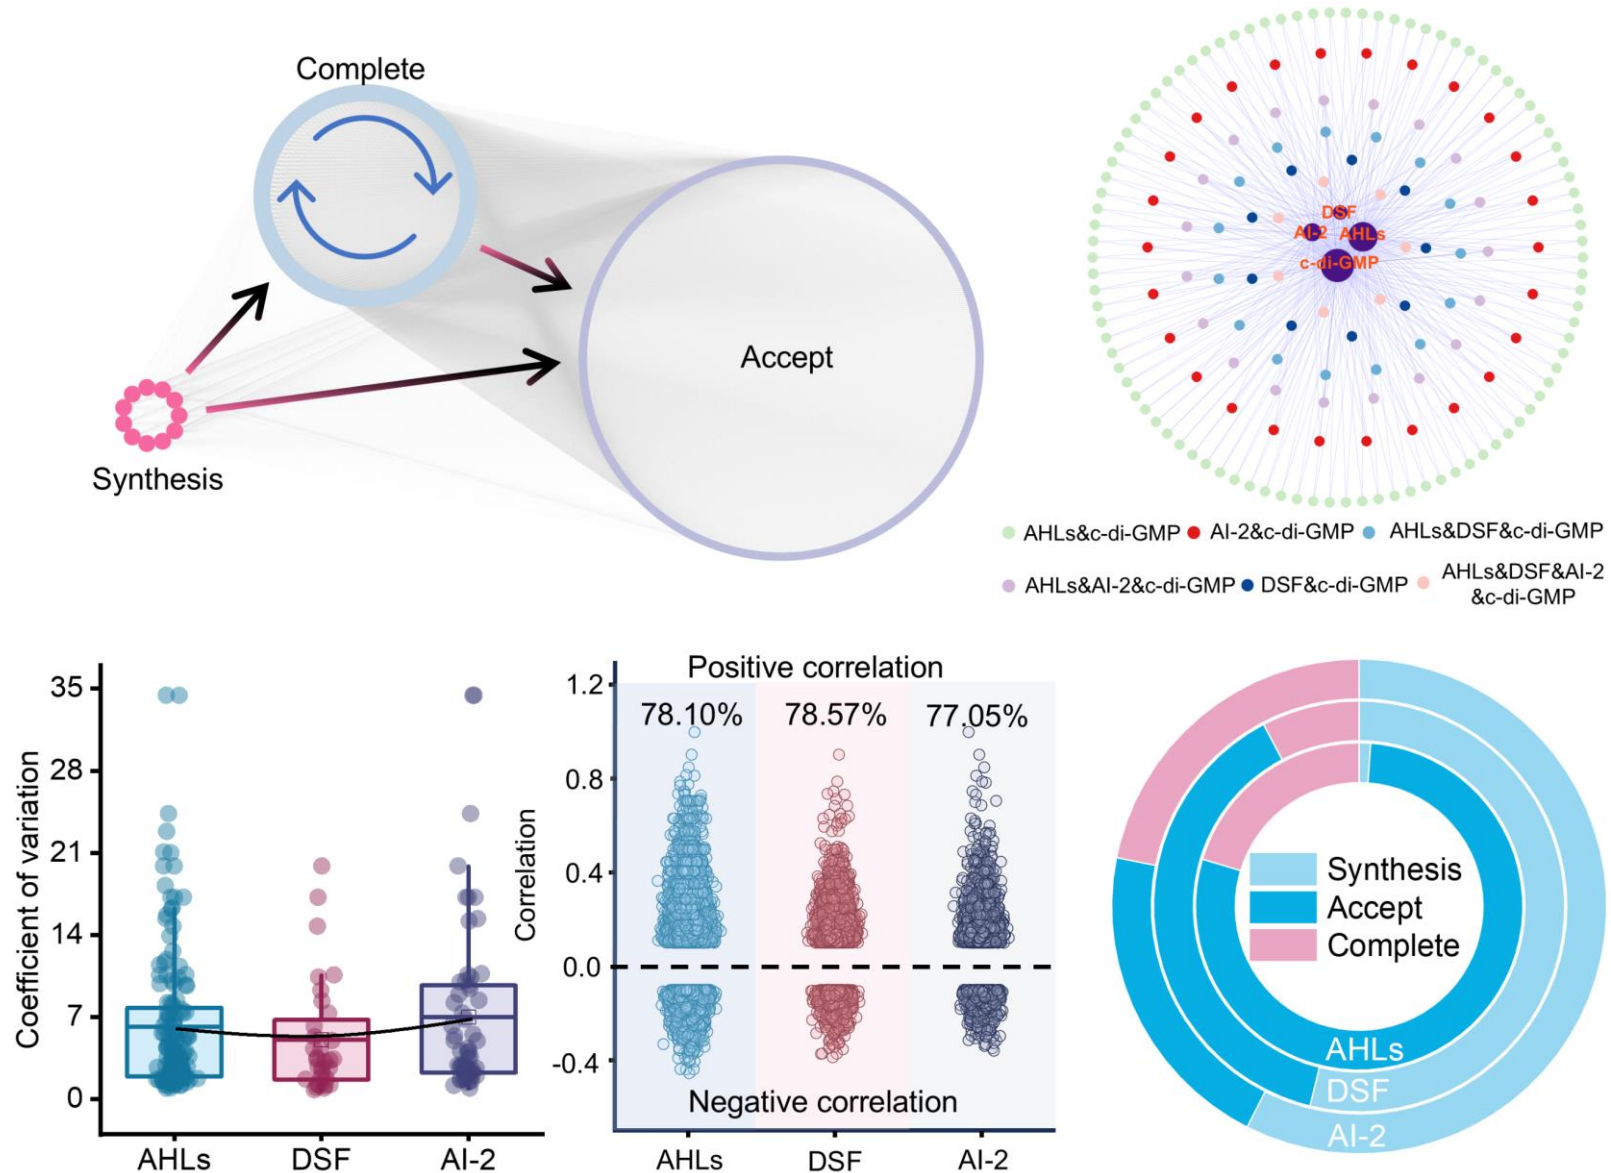 Complete
Accept
Synthesis
DSF
AI-2 AHLs
c-di-GMP
AHLs&c-di-GMP AI-2&c-di-GMP AHLs&DSF&c-di-GMP
AHLs&AI-2&c-di-GMP DSF&c-di-GMP AHLs&DSF&AI-2
&c-di-GMP
Coefficient of variation
35
28
21
14
7
0
AHLs DSF AI-2
Positive correlation
78.10% 78.57% 77.05%
Correlation
1.2
0.8
0.4
0.0
-0.4
Negative correlation
AHLs DSF AI-2
Synthesis
Accept
Complete
AHLs
DSF
AI-2